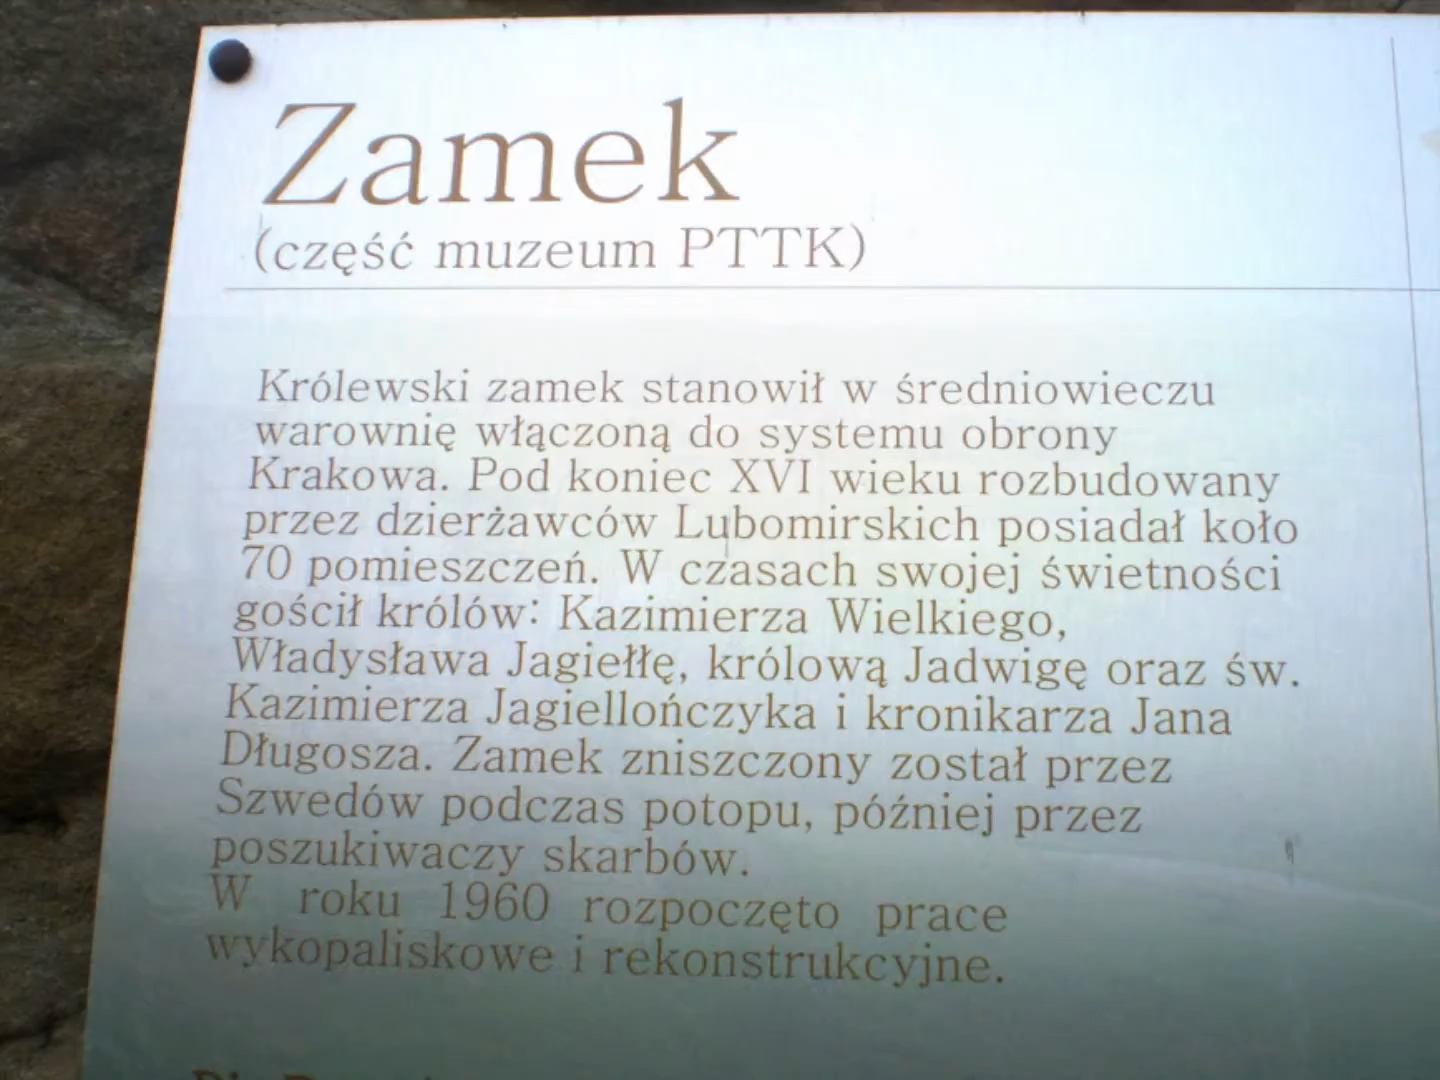 Zamek
(część muzeum PTTK)
Królewski zamek stanowił w średniowieczu
warownię włączoną do systemu obrony
Krakowa. Pod koniec XVI wieku rozbudowany
przez dzierżawców Lubomirskich posiadał koło
70 pomieszczeń. W czasach swojej świetności
gościł królów: Kazimierza Wielkiego,
Władysława Jagiełłę, królową Jadwigę oraz św.
Kazimierza Jagiellończyka i kronikarza Jana
Długosza. Zamek zniszczony został przez
Szwedów podczas potopu, później przez
poszukiwaczy skarbów.
W roku 1960 rozpoczęto prace
wykopaliskowe i rekonstrukcyjne.